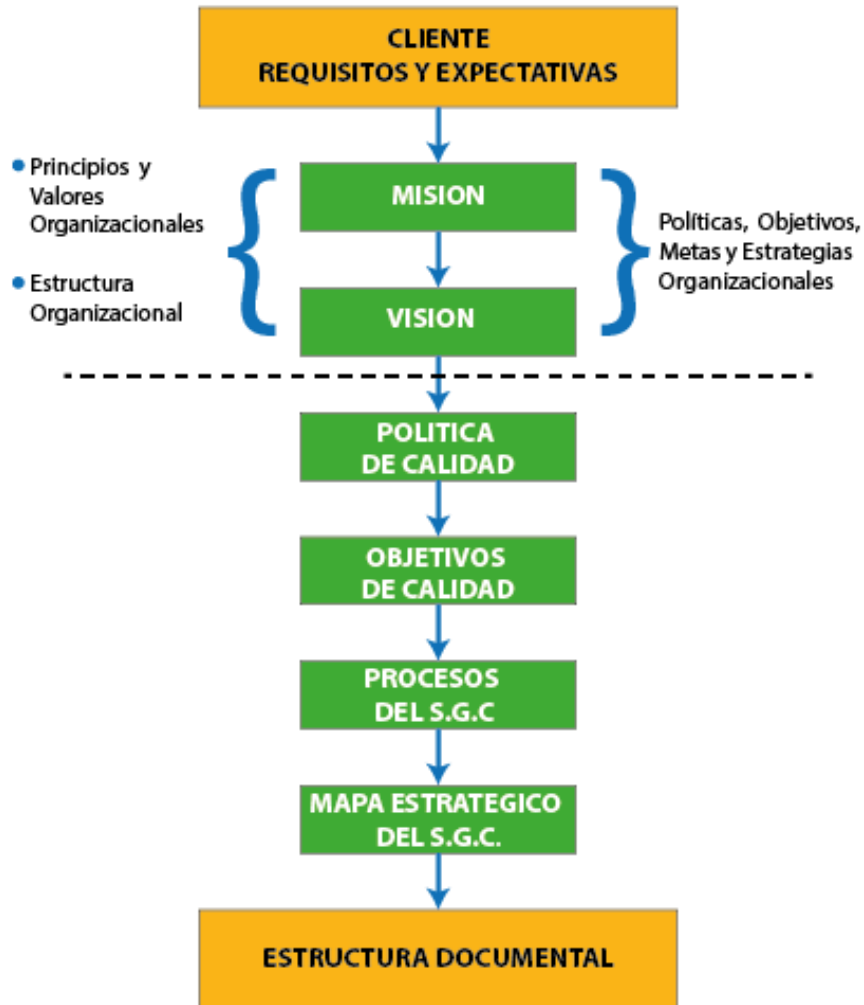 CLIENTE
REQUISITOS Y EXPECTATIVAS
Principios y
Valores
Organizacionales
Estructura
Organizacional
MISION
VISION
Políticas, Objetivos,
Metas y Estrategias
Organizacionales
POLITICA
DE CALIDAD
OBJETIVOS
DE CALIDAD
PROCESOS
DEL S.G.C
MAPA ESTRATEGICO
DEL S.G.C.
ESTRUCTURA DOCUMENTAL